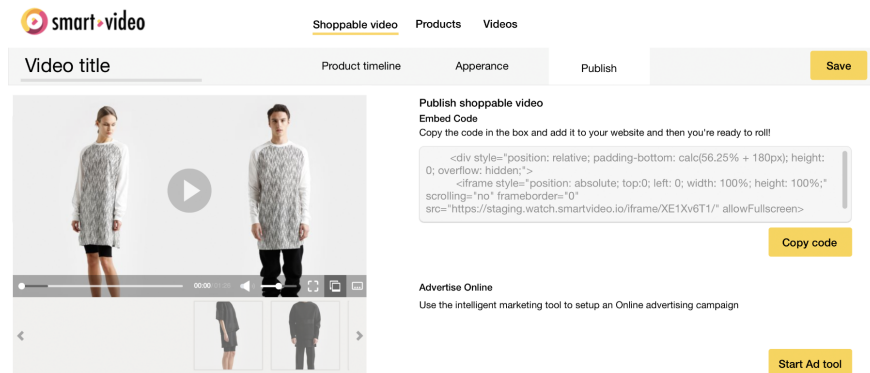 smart video
Shoppable video
Products
Videos
Video title
Product timeline
Apperance
Publish
Save
Publish shoppable video
Embed Code
Copy the code in the box and add it to your website and then you're ready to roll!
<div style="position: relative; padding-bottom: calc(56.25% + 180px); height:
0; overflow: hidden;">
<iframe style="position: absolute; top:0; left: 0; width: 100%; height: 100%;"
scrolling="no" frameborder="0"
src="https://staging.watch.smartvideo.io/iframe/XE1Xv6T1/" allowFullscreen>
Copy code
00:00
Advertise Online
Use the intelligent marketing tool to setup an Online advertising campaign
Start Ad tool